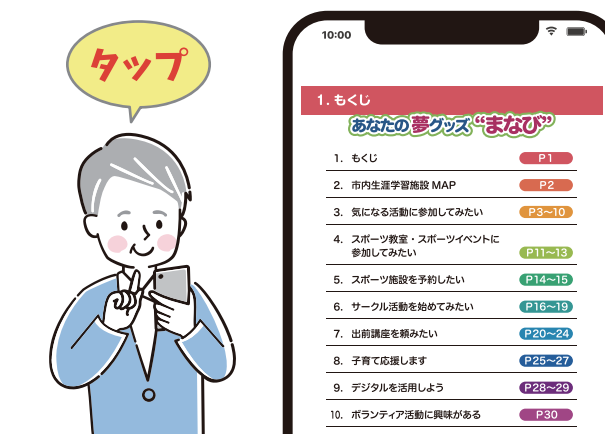 タップ
10:00
1. もくじ
あなたの夢グッズ“まなび”
1. もくじ P1
2. 市内生涯学習施設 MAP P2
3. 気になる活動に参加してみたい P3〜10
4. スポーツ教室・スポーツイベントに
参加してみたい P11〜13
5. スポーツ施設を予約したい P14〜15
6. サークル活動を始めてみたい P16〜19
7. 出前講座を頼みたい P20〜24
8. 子育て応援します P25〜27
9. デジタルを活用しよう P28〜29
10. ボランティア活動に興味がある P30